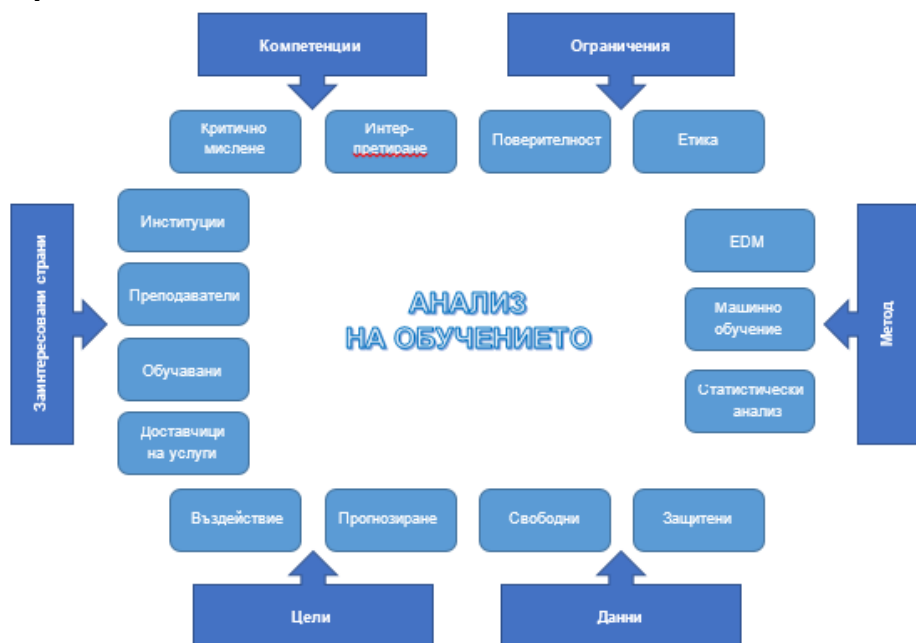 Компетенции
Ограничения
Критично
мислене
Интер-
претиране
Поверителност
Етика
Заинтересовани страни
Институции
Преподаватели
Обучавани
Доставчици
на услуги
АНАЛИЗ
НА ОБУЧЕНИЕТО
EDM
Машинно
обучение
Статистически
анализ
Метод
Въздействие
Прогнозиране
Свободни
Защитени
Цели
Данни